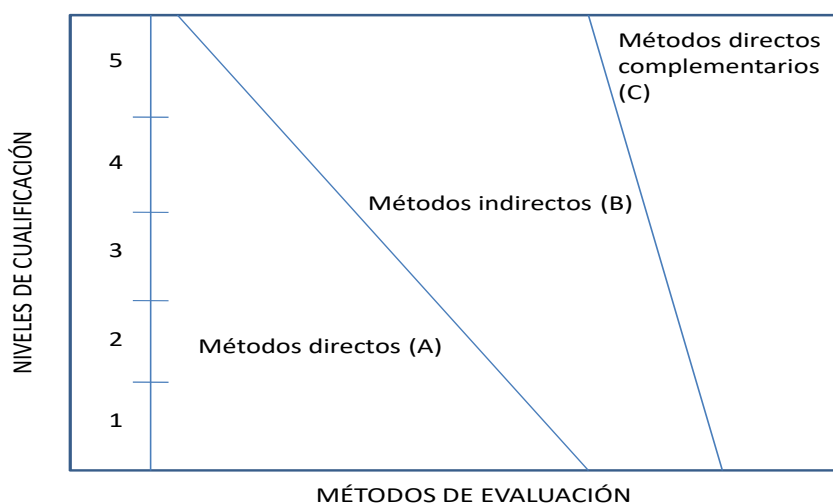 NIVELES DE CUALIFICACIÓN
5
4
3
2
1
Métodos directos
complementarios
(C)
Métodos indirectos (B)
Métodos directos (A)
MÉTODOS DE EVALUACIÓN